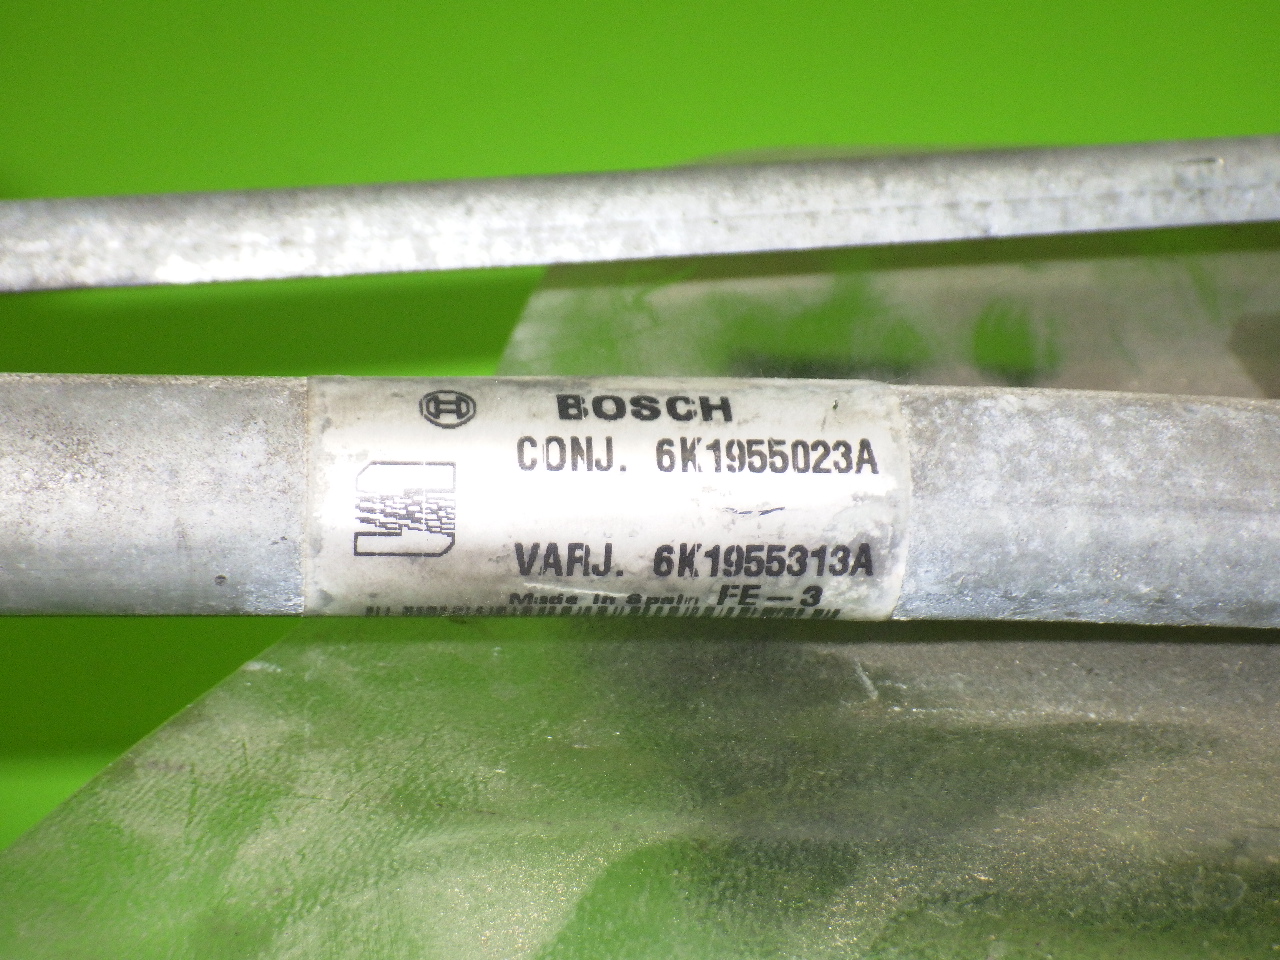 BOSCH
CONJ. 6K1955023A
VARJ. 6K1955313A
Made in Spain FE-3